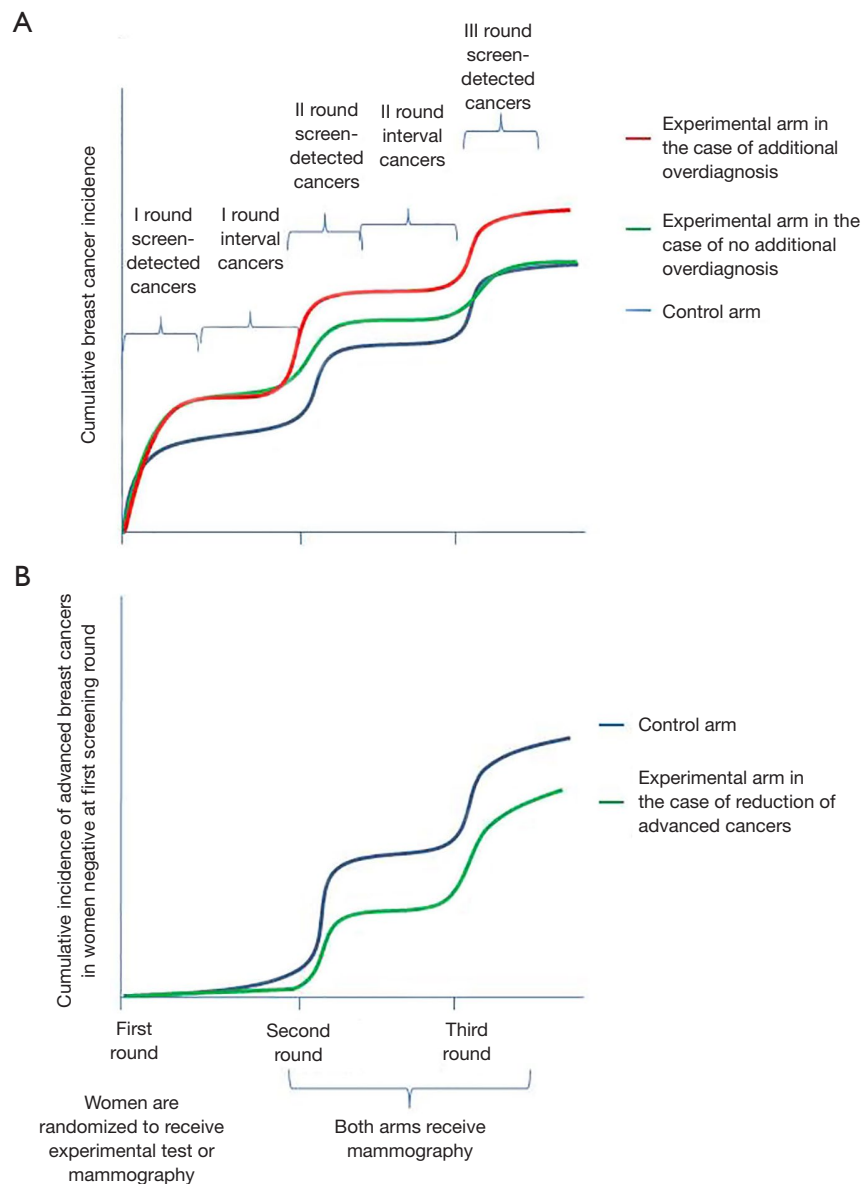 A
Cumulative breast cancer incidence
I round
screen-
detected
cancers
I round
interval
cancers
II round
screen-
detected
cancers
II round
interval
cancers
III round
screen-
detected
cancers
Experimental arm in
the case of additional
overdiagnosis
Experimental arm in the
case of no additional
overdiagnosis
Control arm
B
Cumulative incidence of advanced breast cancers
in women negative at first screening round
Control arm
Experimental arm in
the case of reduction of
advanced cancers
First
round
Second
round
Third
round
Women are
randomized to receive
experimental test or
mammography
Both arms receive
mammography